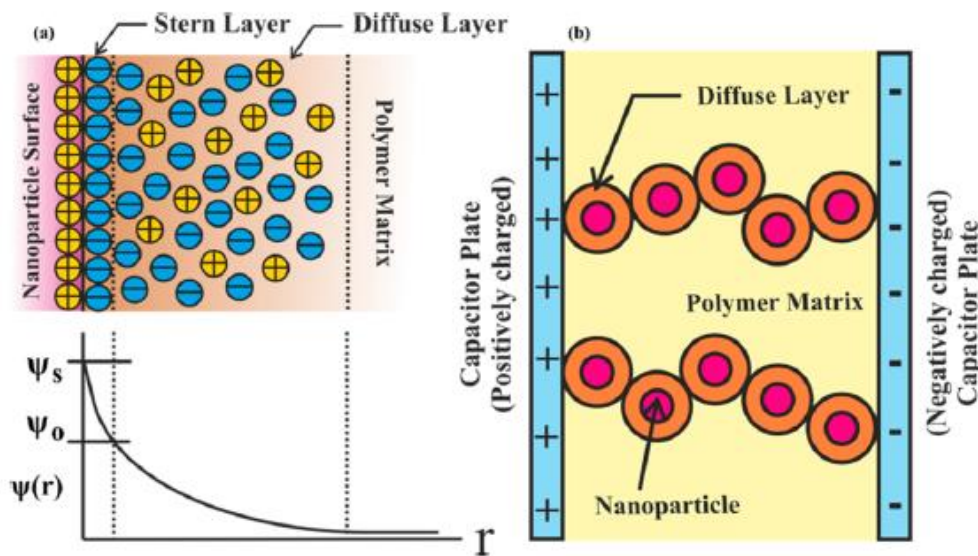 (a)
Stern Layer
Diffuse Layer
Nanoparticle Surface
Polymer Matrix
ψs
ψo
ψ(r)
r
(b)
Diffuse Layer
Capacitor Plate
(Positively charged)
Polymer Matrix
Nanoparticle
(Negatively charged)
Capacitor Plate